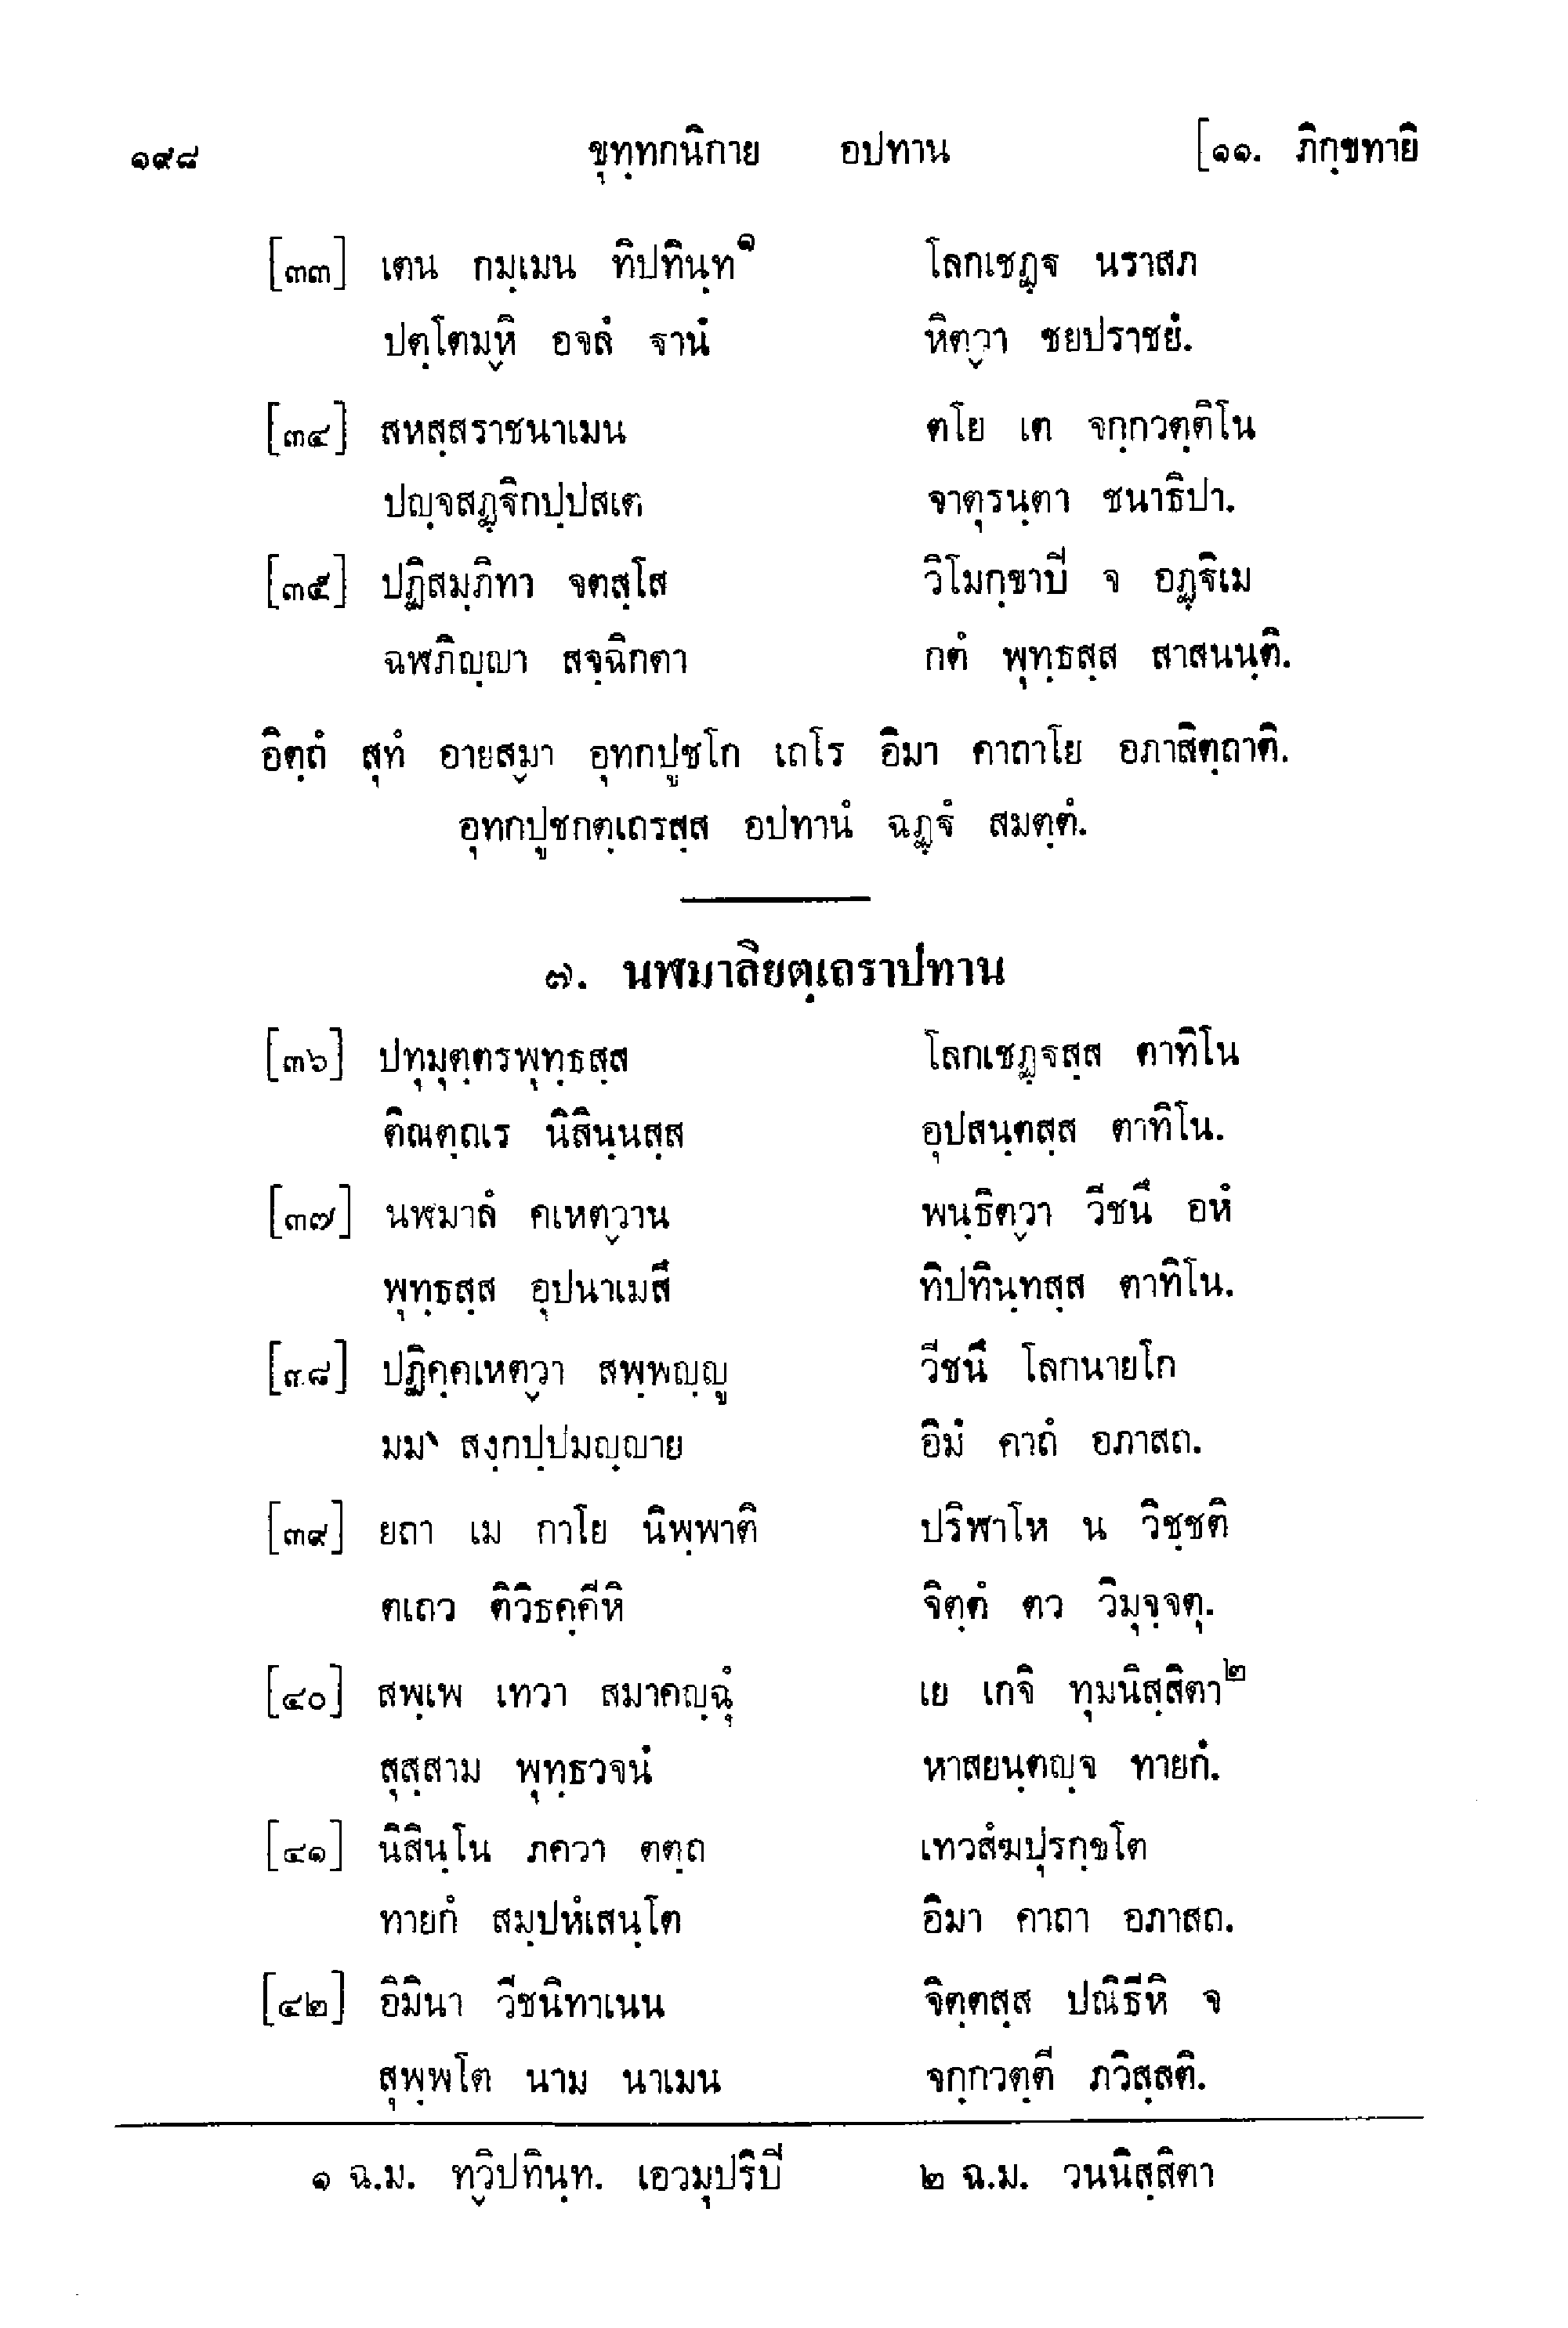 ๑๙๘ ขุทฺทกนิกาย อปทาน [๑๑. ภิกฺขทายิ
[๓๓] เตน กมฺเมน ทิปทินฺท๑ โลกเชฏฺฐ นราสภ
ปตฺโตมฺหิ อจลํ ฐานํ หิตฺวา ชยปราชยํ.
[๓๔] สหสฺสราชนาเมน ตโย เต จกฺกวตฺติโน
ปญฺจสฏฺฐิกปฺปสเต จาตุรนฺตา ชนาธิปา.
[๓๕] ปฏิสมฺภิทา จตสฺโส วิโมกฺขาปิ จ อฏฺฐิเม
ฉฬภิญฺญา สจฺฉิกตา กตํ พุทฺธสฺส สาสนนฺติ.
อิตฺถํ สุทํ อายสฺมา อุทกปูชโก เถโร อิมา คาถาโย อภาสิตฺถาติ.
อุทกปูชกตฺเถรสฺส อปทานํ ฉฏฺฐํ สมตฺตํ.
๗. นฬมาลิยตฺเถราปทาน
[๓๖] ปทุมุตฺตรพุทฺธสฺส โลกเชฏฺฐสฺส ตาทิโน
ติณตฺถเร นิสินฺนสฺส อุปสนฺตสฺส ตาทิโน.
[๓๗] นฬมาลํ คเหตฺวาน พนฺธิตฺวา วีชนึ อหํ
พุทฺธสฺส อุปนาเมสึ ทิปทินฺทสฺส ตาทิโน.
[๓๘] ปฏิคฺคเหตฺวา สพฺพญฺญู วีชนึ โลกนายโก
มม สงฺกปฺปมญฺญาย อิมํ คาถํ อภาสถ.
[๓๙] ยถา เม กาโย นิพฺพาติ ปริฬาโห น วิชฺชติ
ตเถว ติวิธคฺคีหิ จิตฺตํ ตว วิมุจฺจตุ.
[๔๐] สพฺเพ เทวา สมาคญฺฉุํ เย เกจิ ทุมนิสฺสิตา๒
สุสฺสาม พุทฺธวจนํ หาสยนฺตญฺจ ทายกํ.
[๔๑] นิสินฺโน ภควา ตตฺถ เทวสํฆปุรกฺขโต
ทายกํ สมฺปหํเสนฺโต อิมา คาถา อภาสถ.
[๔๒] อิมินา วีชนิทาเนน จิตฺตสฺส ปณิธีหิ จ
สุพฺพโต นาม นาเมน จกฺกวตฺตี ภวิสฺสติ.
๑ ฉ.ม. ทฺวิปทินฺท. เอวมุปริปิ ๒ ฉ.ม. วนนิสฺสิตา